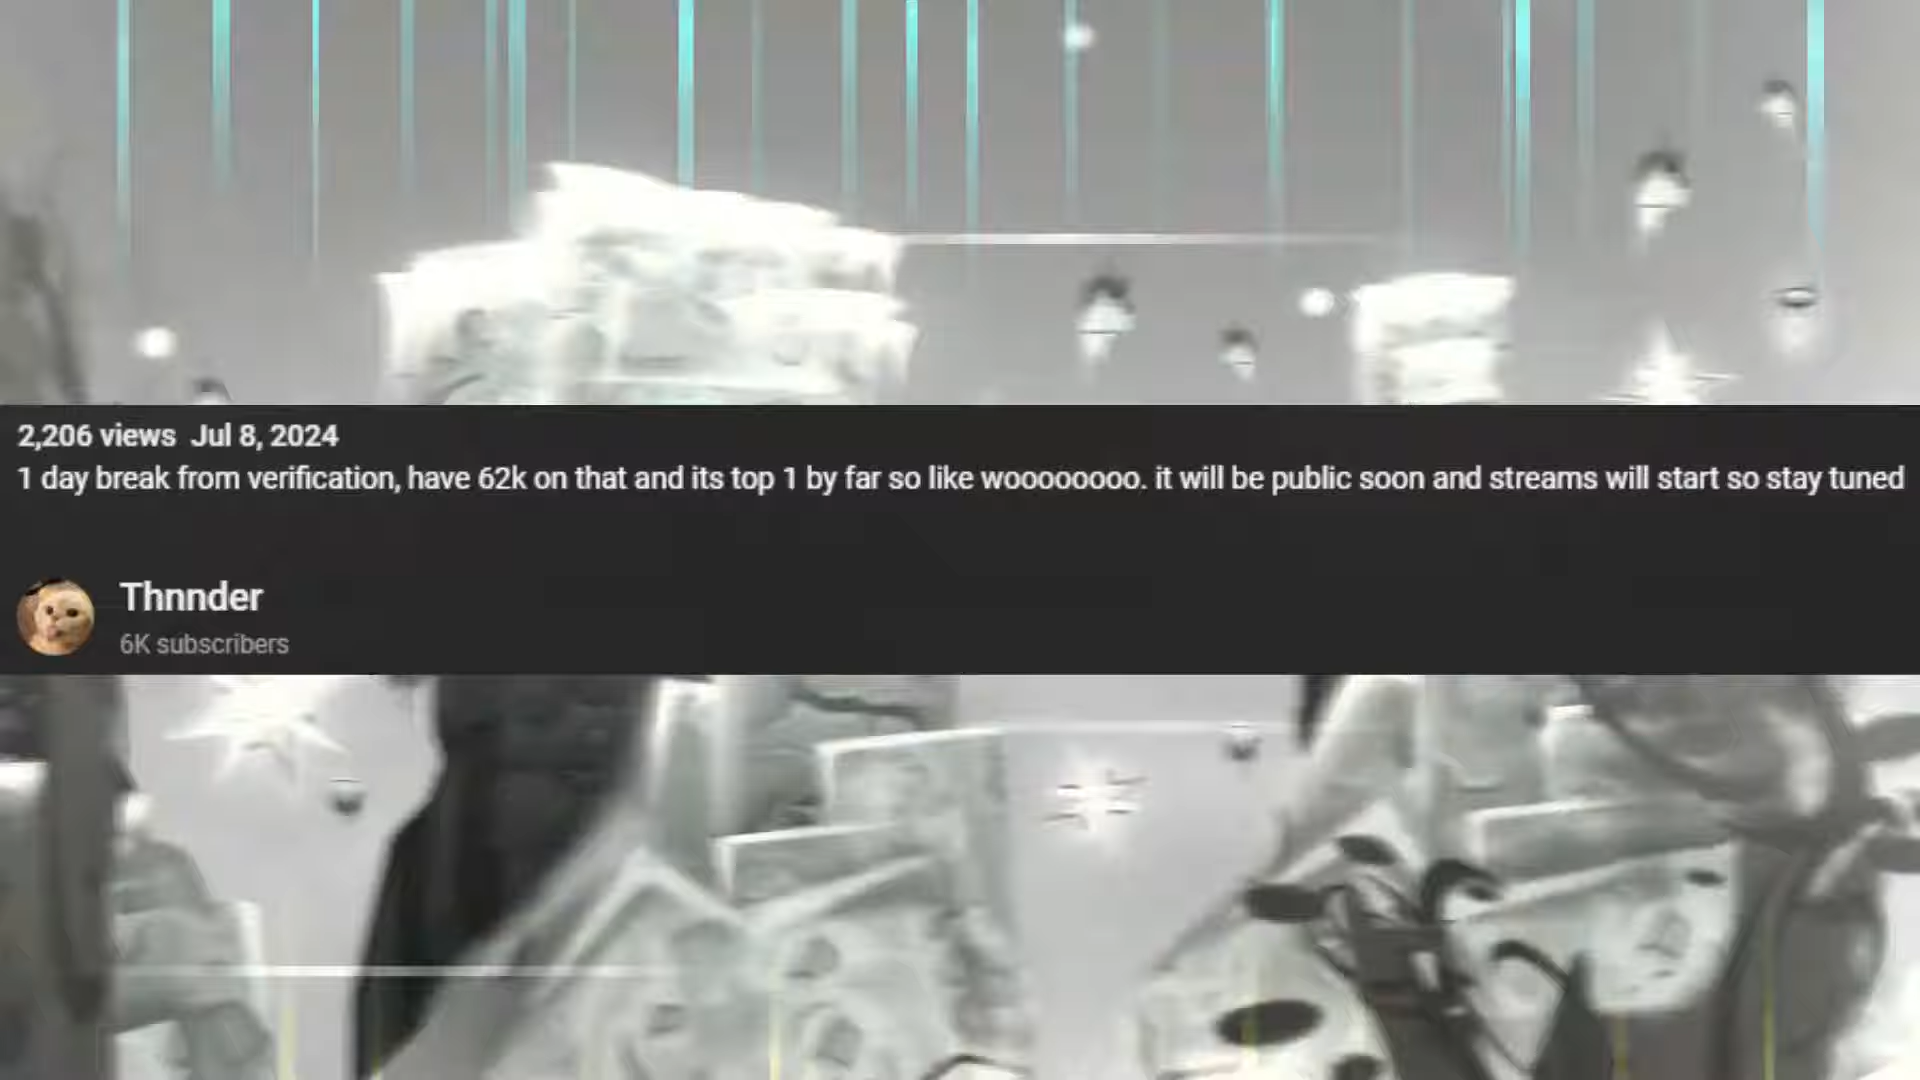 2,206 views Jul 8, 2024
1 day break from verification, have 62k on that and its top 1 by far so like woooooooo. it will be public soon and streams will start so stay tuned
Thnnder
6K subscribers